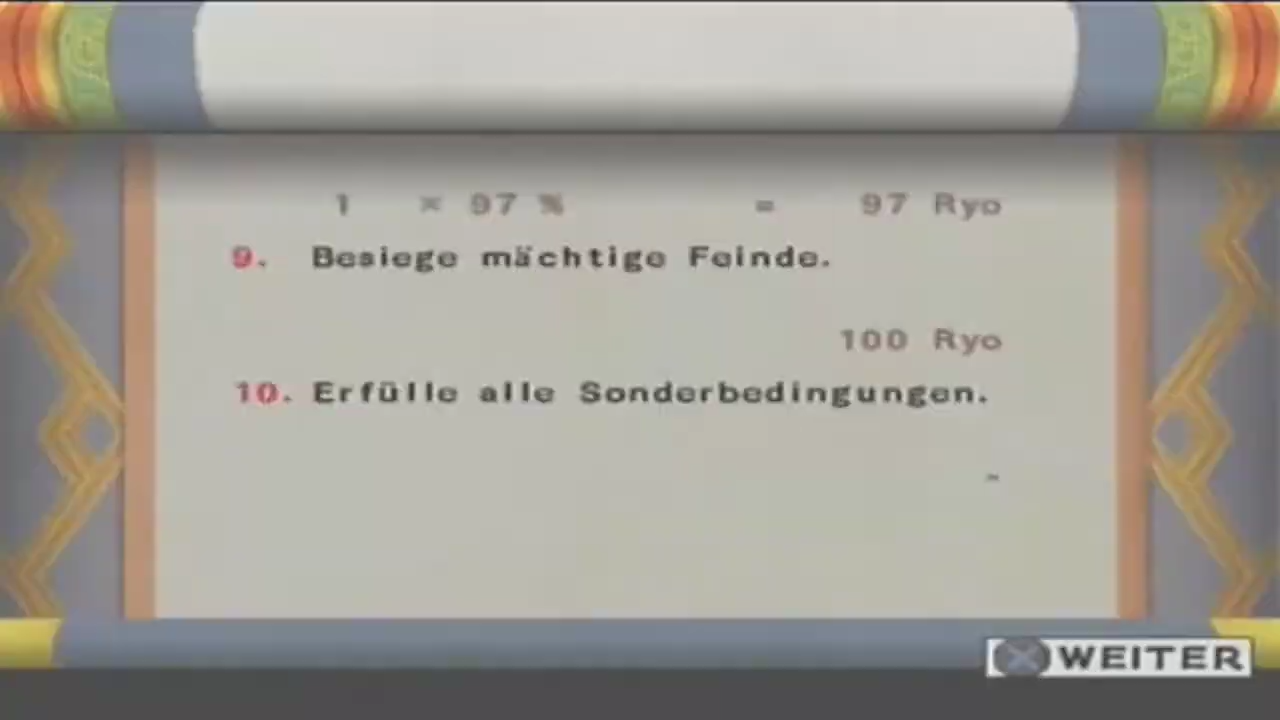 1 × 97 % = 97 Ryo
9. Besiege mächtige Feinde.
100 Ryo
10. Erfülle alle Sonderbedingungen.
-
WEITER